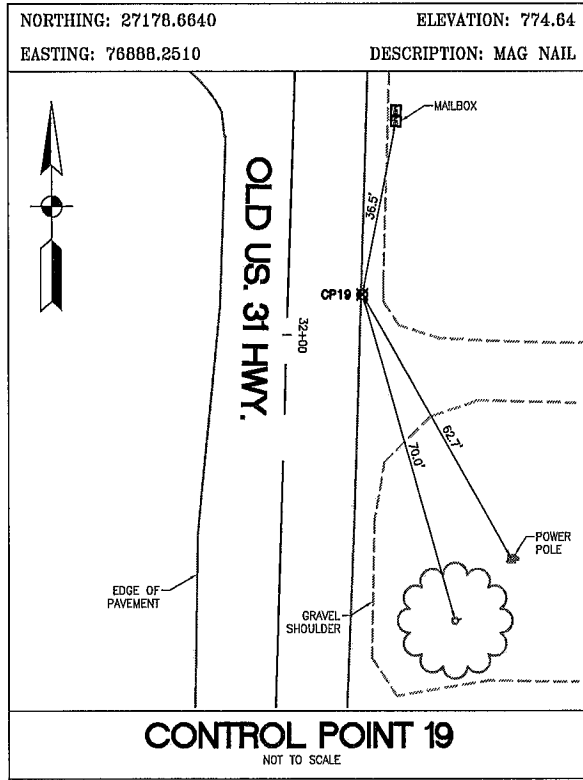 NORTHING: 27178.6640
ELEVATION: 774.64
EASTING: 76888.2510
DESCRIPTION: MAG NAIL
MAILBOX
36.5'
OLD US. 31 HWY.
CP19
32+00
62.7'
70.0'
POWER
POLE
EDGE OF
PAVEMENT
GRAVEL
SHOULDER
CONTROL POINT 19
NOT TO SCALE